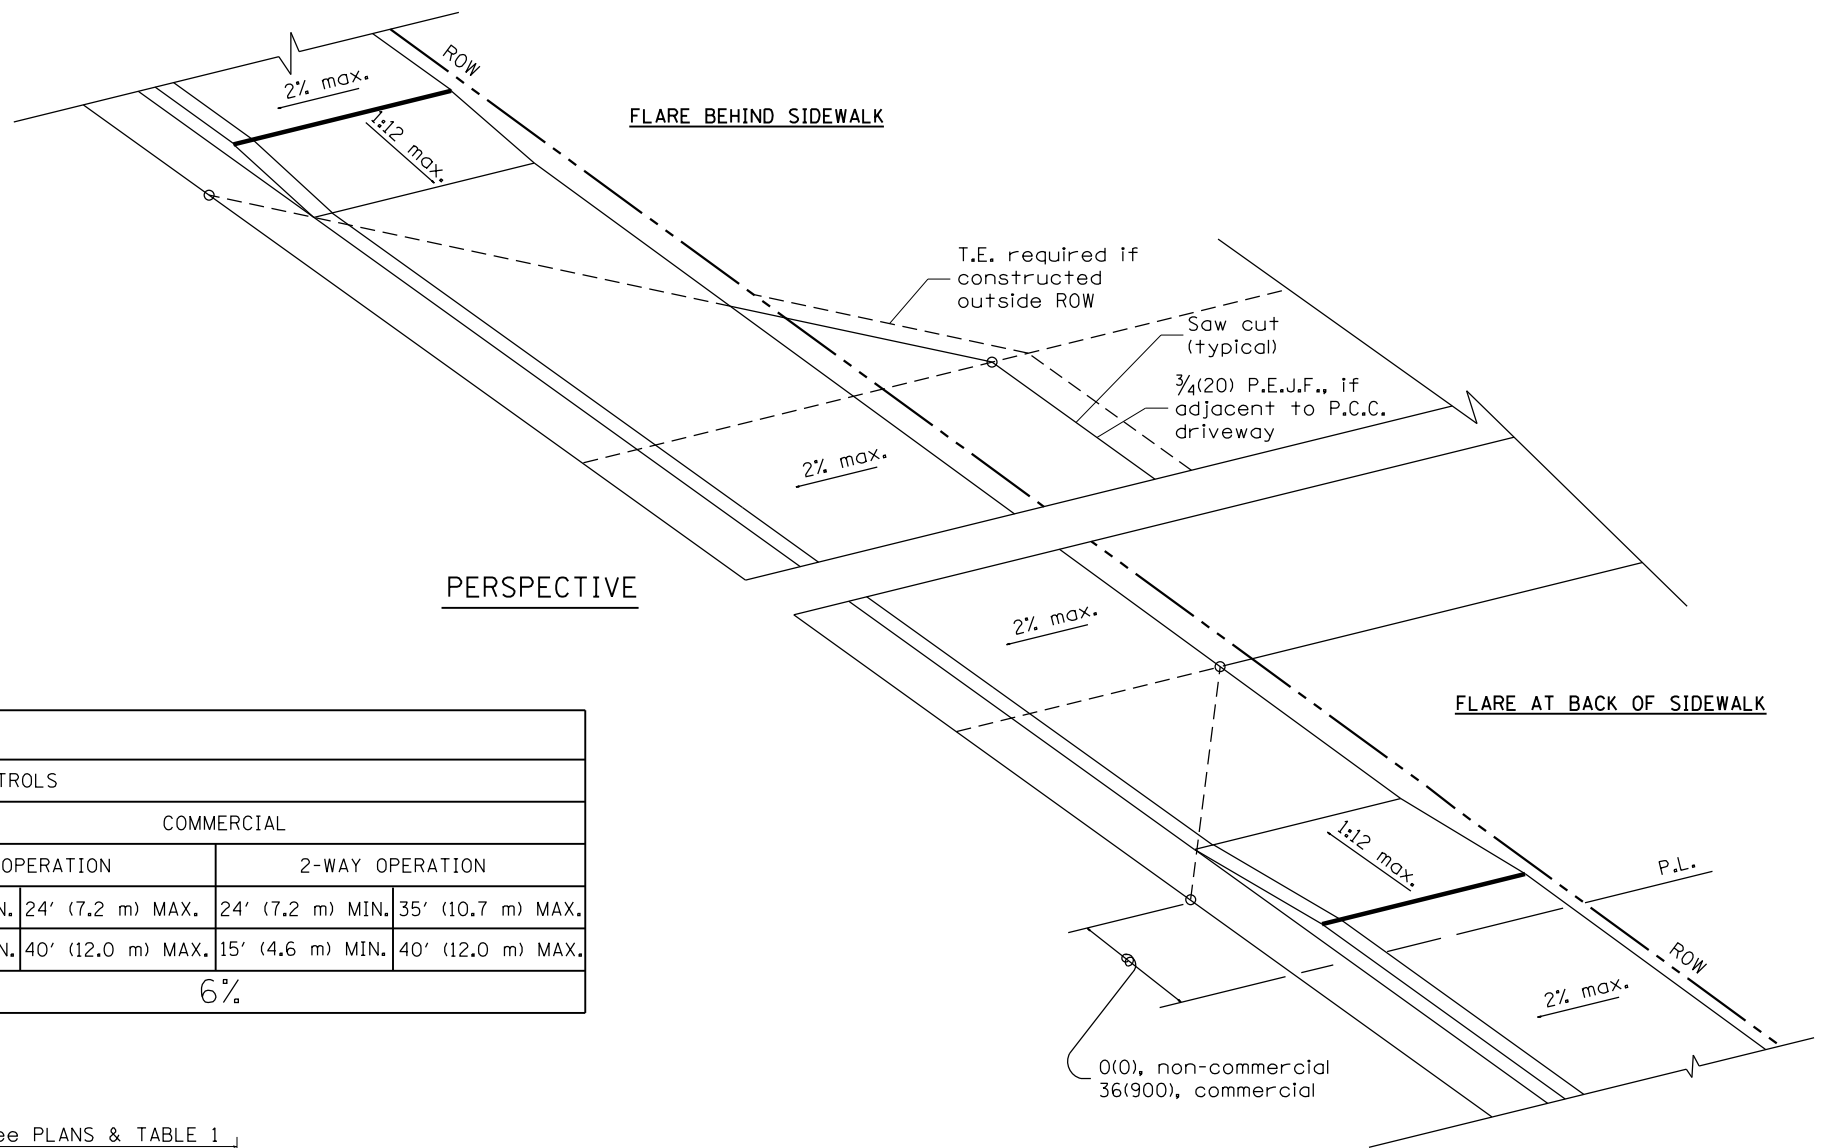 ROW
2% max.
FLARE BEHIND SIDEWALK
1:12 max.
T.E. required if
constructed
outside ROW
Saw cut
(typical)
3/4(20) P.E.J.F., if
adjacent to P.C.C.
driveway
2% max.
PERSPECTIVE
2% max.
FLARE AT BACK OF SIDEWALK
1:12 max.
P.L.
ROW
2% max.
0(0), non-commercial
36(900), commercial
TROLS
COMMERCIAL
OPERATION 2-WAY OPERATION
N. 24' (7.2 m) MAX. 24' (7.2 m) MIN. 35' (10.7 m) MAX.
N. 40' (12.0 m) MAX. 15' (4.6 m) MIN. 40' (12.0 m) MAX.
6%
ee PLANS & TABLE 1